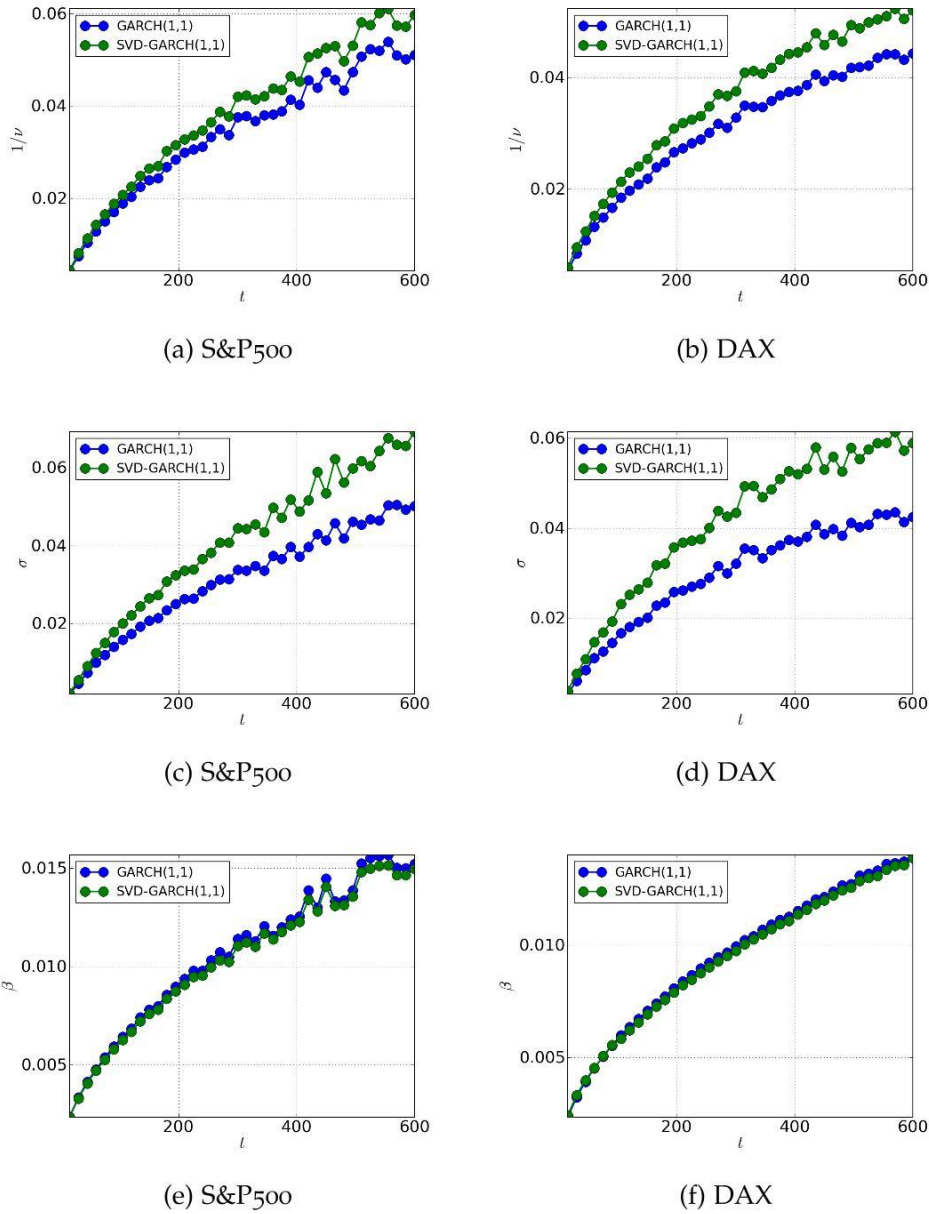 GARCH(1,1)
SVD-GARCH(1,1)
0.06
0.04
0.02
1/ν
200
400
600
t
(a) S&P500
GARCH(1,1)
SVD-GARCH(1,1)
0.04
0.02
1/ν
200
400
600
t
(b) DAX
GARCH(1,1)
SVD-GARCH(1,1)
0.06
0.04
0.02
σ
200
400
600
t
(c) S&P500
GARCH(1,1)
SVD-GARCH(1,1)
0.06
0.04
0.02
σ
200
400
600
t
(d) DAX
GARCH(1,1)
SVD-GARCH(1,1)
0.015
0.010
0.005
β
200
400
600
t
(e) S&P500
GARCH(1,1)
SVD-GARCH(1,1)
0.010
0.005
β
200
400
600
t
(f) DAX